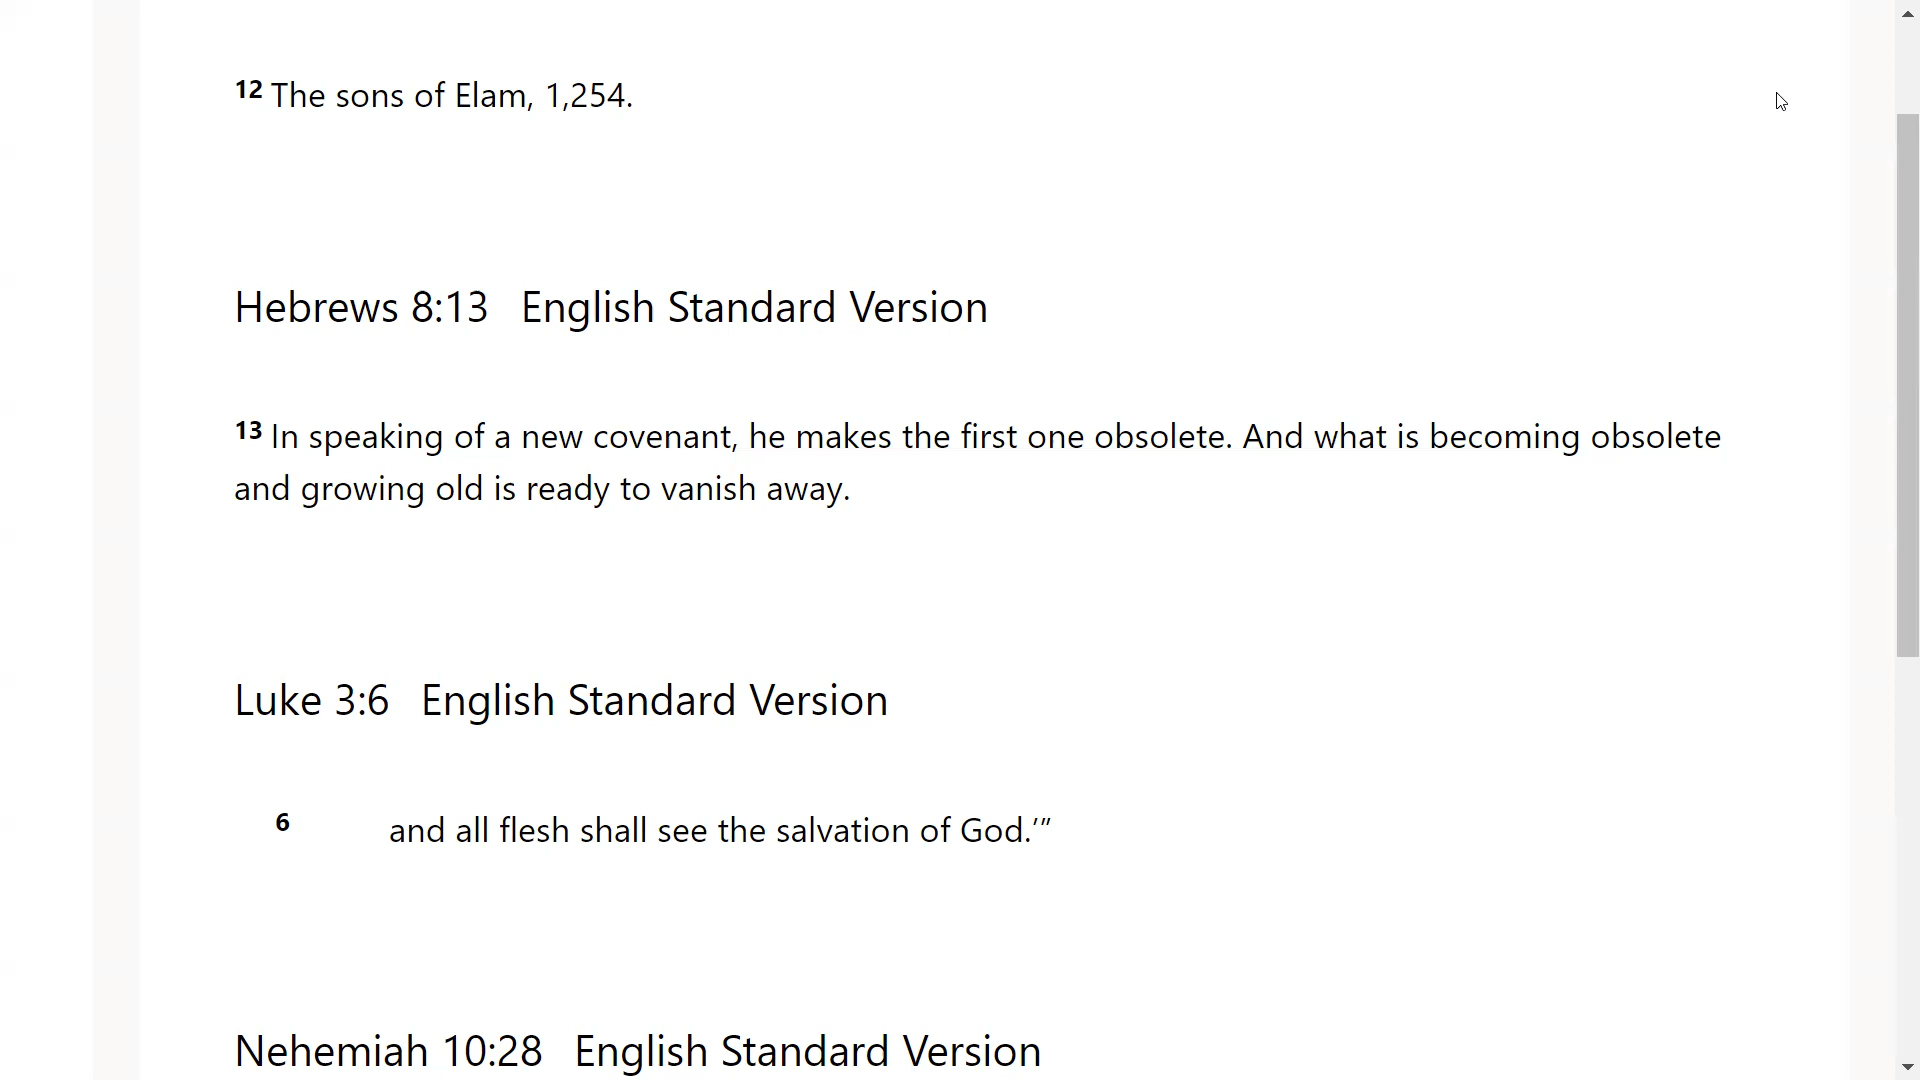 12 The sons of Elam, 1,254.
Hebrews 8:13 English Standard Version
13 In speaking of a new covenant, he makes the first one obsolete. And what is becoming obsolete
and growing old is ready to vanish away.
Luke 3:6 English Standard Version
6 and all flesh shall see the salvation of God.’”
Nehemiah 10:28 English Standard Version